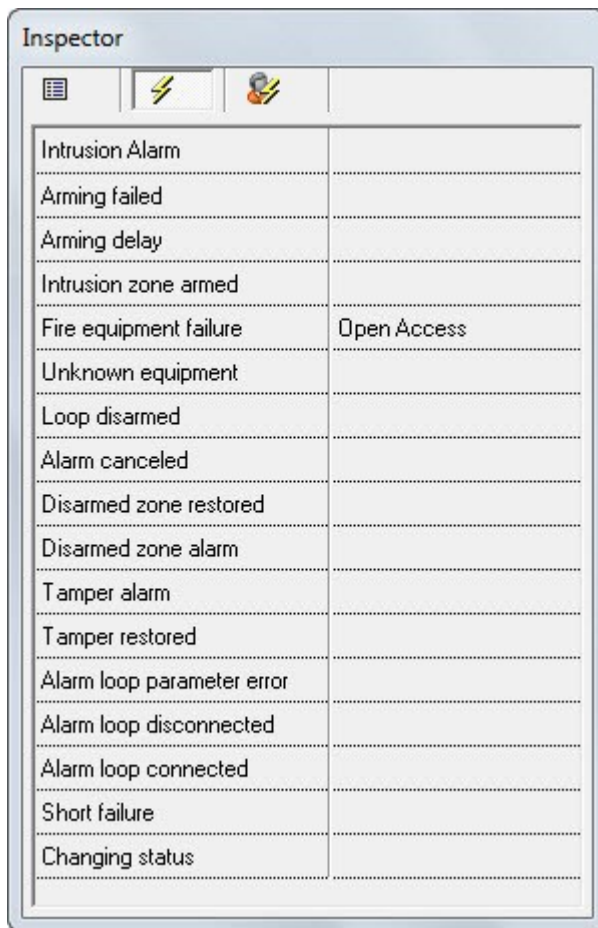 Inspector
Intrusion Alarm
Arming failed
Arming delay
Intrusion zone armed
Fire equipment failure Open Access
Unknown equipment
Loop disarmed
Alarm canceled
Disarmed zone restored
Disarmed zone alarm
Tamper alarm
Tamper restored
Alarm loop parameter error
Alarm loop disconnected
Alarm loop connected
Short failure
Changing status